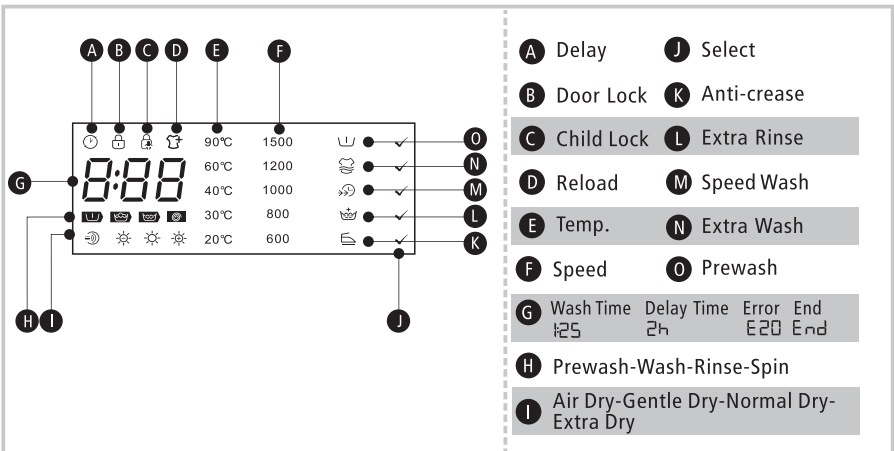 A B C D E F
90℃ 1500 O
8:88 60℃ 1200 N
G 40℃ 1000 M
H 30℃ 800 L
I 20℃ 600 K
H I J
A Delay J Select
B Door Lock K Anti-crease
C Child Lock L Extra Rinse
D Reload M Speed Wash
E Temp. N Extra Wash
F Speed O Prewash
G Wash Time Delay Time Error End
1:25 2h E20 End
H Prewash-Wash-Rinse-Spin
I Air Dry-Gentle Dry-Normal Dry-
Extra Dry